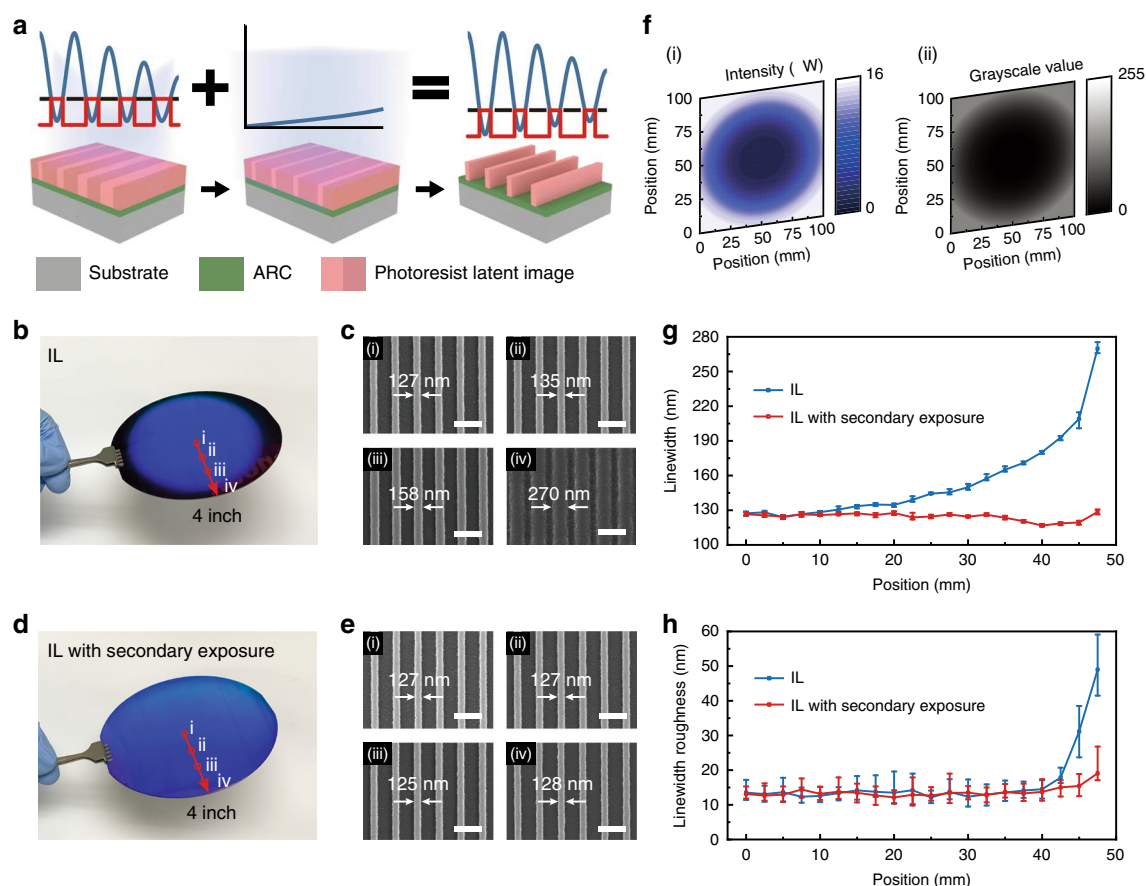 a
Substrate
ARC
Photoresist latent image
b
IL
i
ii
iii
iv
4 inch
c
(i)
127 nm
(ii)
135 nm
(iii)
158 nm
(iv)
270 nm
d
IL with secondary exposure
i
ii
iii
iv
4 inch
e
(i)
127 nm
(ii)
127 nm
(iii)
125 nm
(iv)
128 nm
f
(i)
Intensity ( W)
16
0
100
75
50
25
0
Position (mm)
0 25 50 75 100
Position (mm)
(ii)
Grayscale value
255
0
100
75
50
25
0
Position (mm)
0 25 50 75 100
Position (mm)
g
280
260
230
210
190
160
130
100
Linewidth (nm)
IL
IL with secondary exposure
0 10 20 30 40 50
Position (mm)
h
60
50
40
30
20
10
0
Linewidth roughness (nm)
IL
IL with secondary exposure
0 10 20 30 40 50
Position (mm)